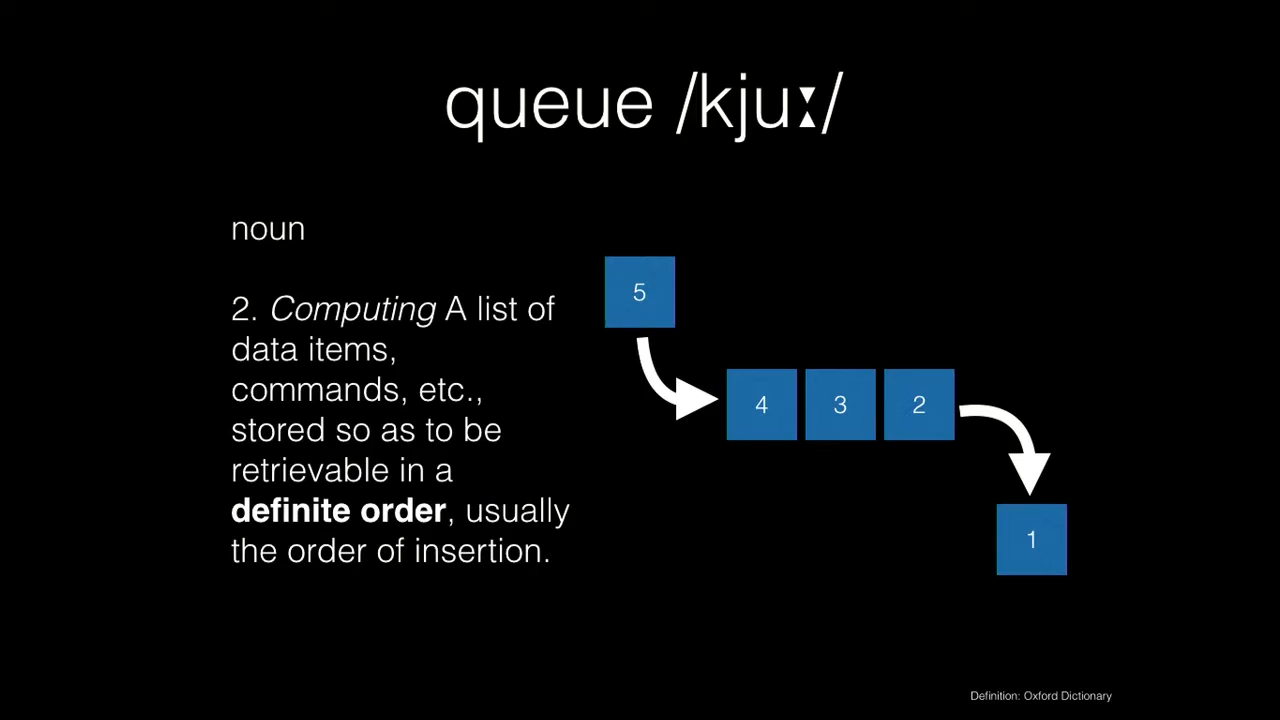 queue /kjuː/
noun
2. Computing A list of
data items,
commands, etc.,
stored so as to be
retrievable in a
definite order, usually
the order of insertion.
5
4 3 2
1
Definition: Oxford Dictionary